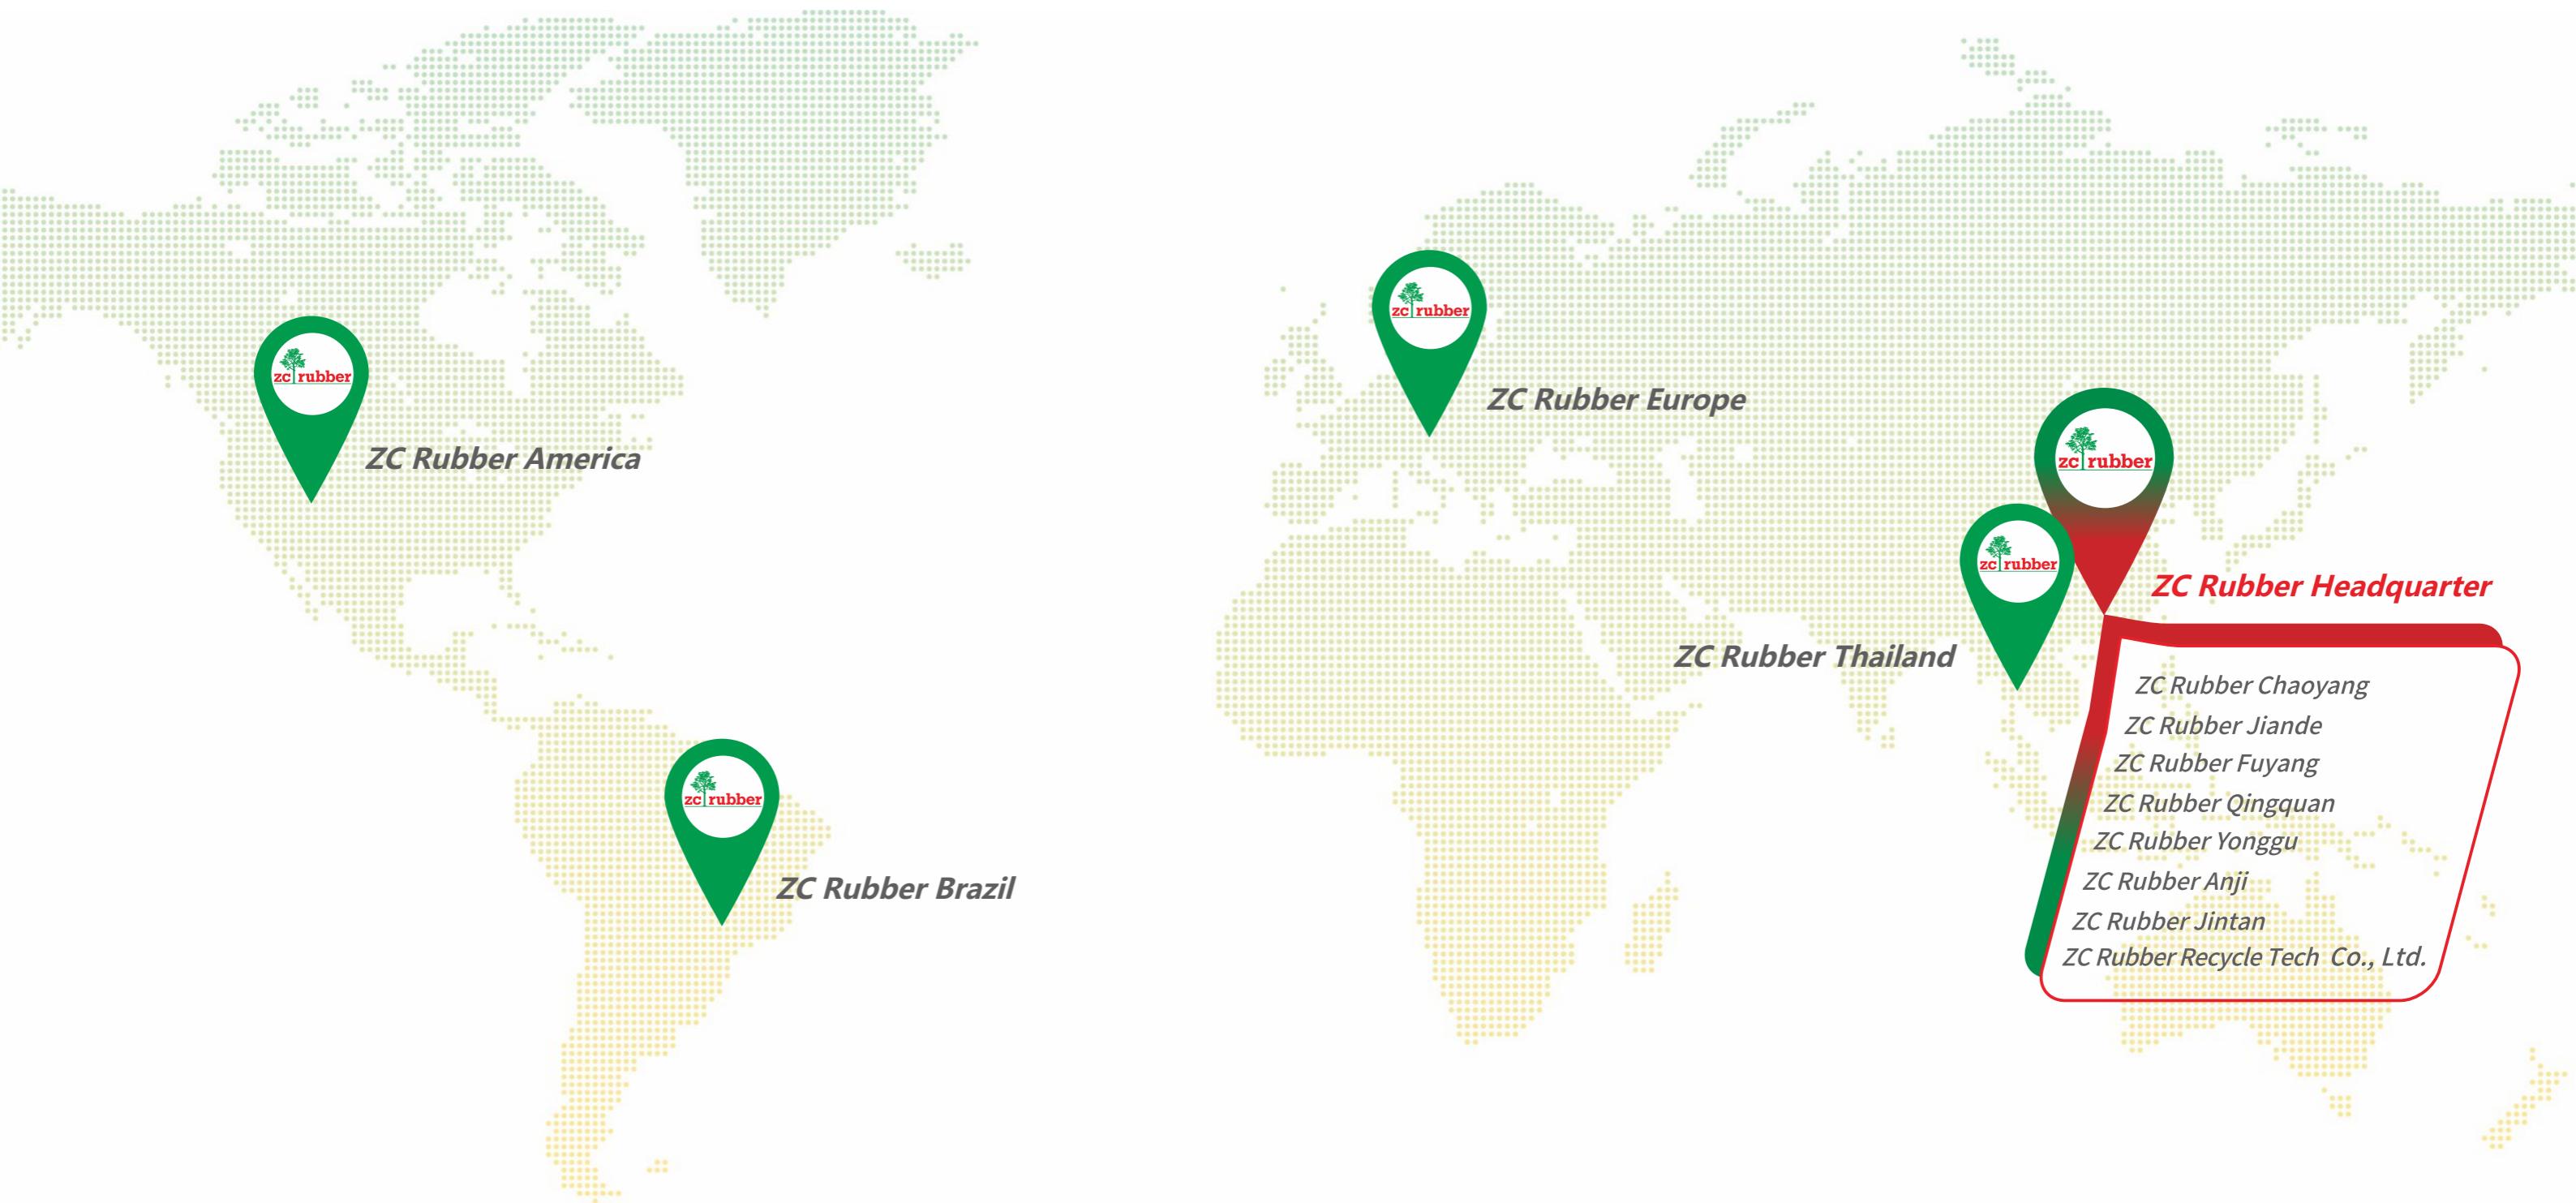 zc rubber
ZC Rubber America
zc rubber
ZC Rubber Europe
zc rubber
ZC Rubber Headquarter
zc rubber
ZC Rubber Thailand
ZC Rubber Chaoyang
ZC Rubber Jiande
ZC Rubber Fuyang
ZC Rubber Qingquan
ZC Rubber Yonggu
ZC Rubber Anji
ZC Rubber Jintan
ZC Rubber Recycle Tech Co., Ltd.
zc rubber
ZC Rubber Brazil